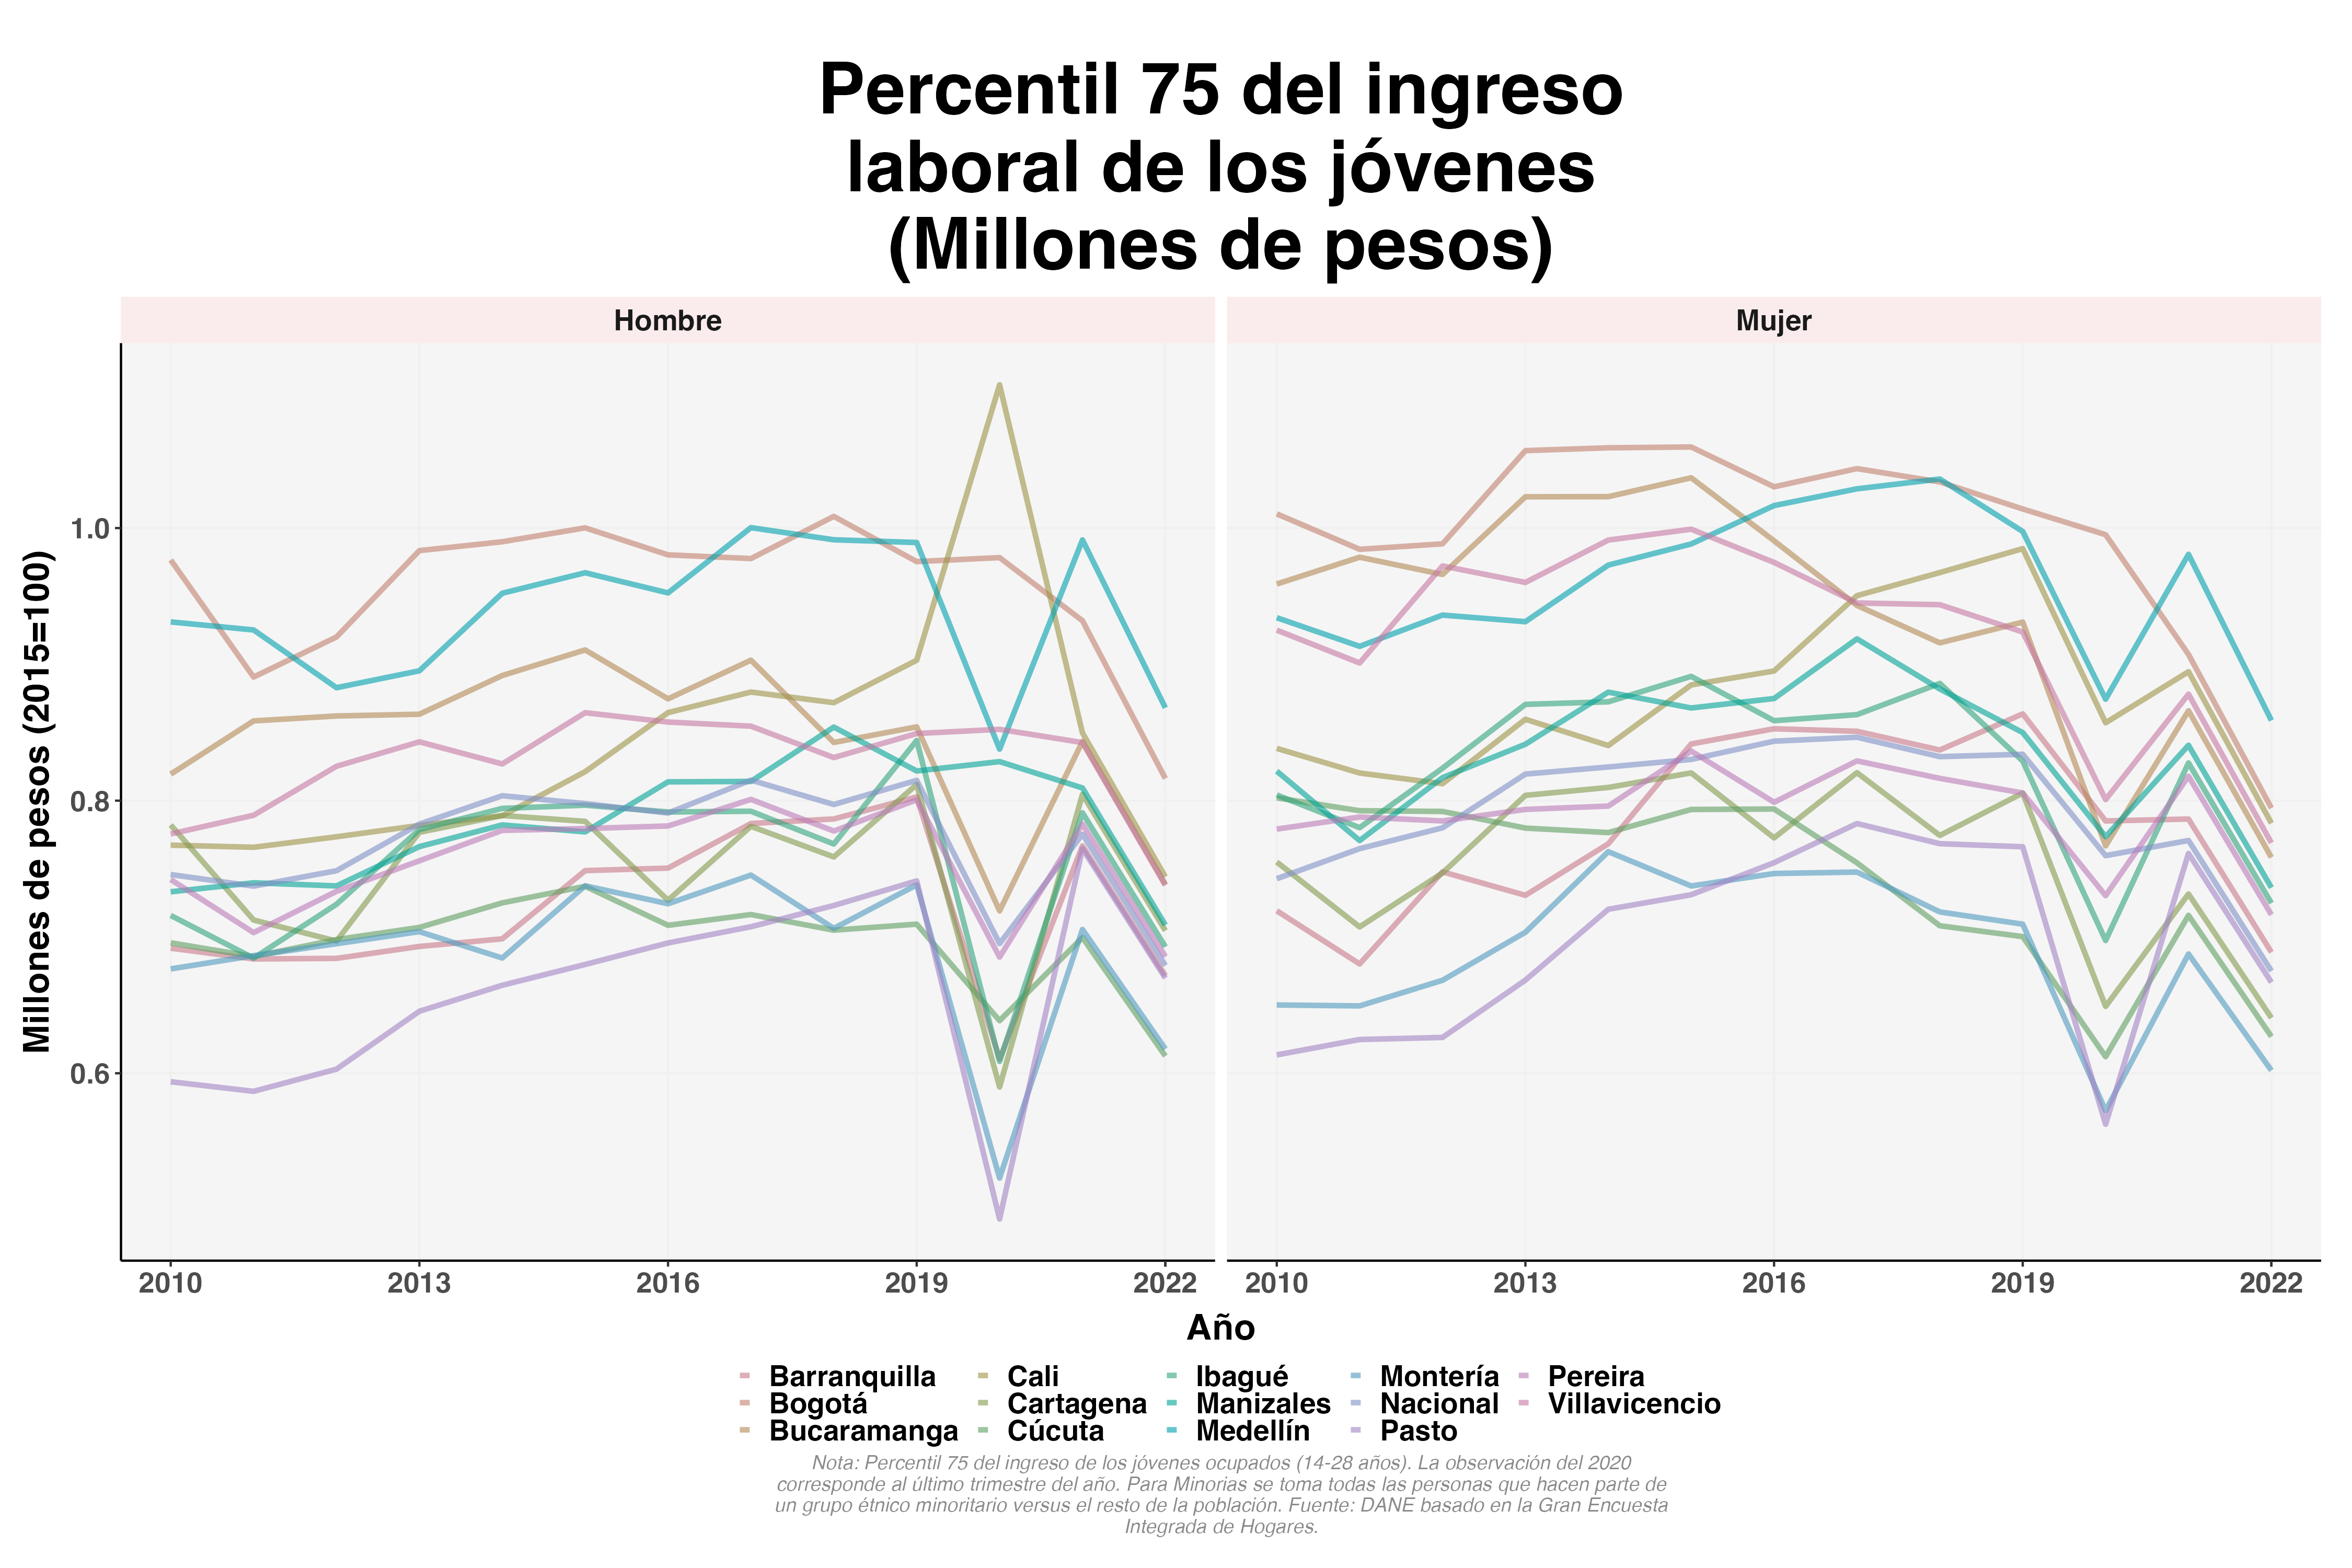 Percentil 75 del ingreso
laboral de los jóvenes
(Millones de pesos)
Hombre
Mujer
Millones de pesos (2015=100)
1.0
0.8
0.6
2010
2013
2016
2019
2022
2010
2013
2016
2019
2022
Año
Barranquilla
Bogotá
Bucaramanga
Cali
Cartagena
Cúcuta
Ibagué
Manizales
Medellín
Montería
Nacional
Pasto
Pereira
Villavicencio
Nota: Percentil 75 del ingreso de los jóvenes ocupados (14-28 años). La observación del 2020
corresponde al último trimestre del año. Para Minorias se toma todas las personas que hacen parte de
un grupo étnico minoritario versus el resto de la población. Fuente: DANE basado en la Gran Encuesta
Integrada de Hogares.